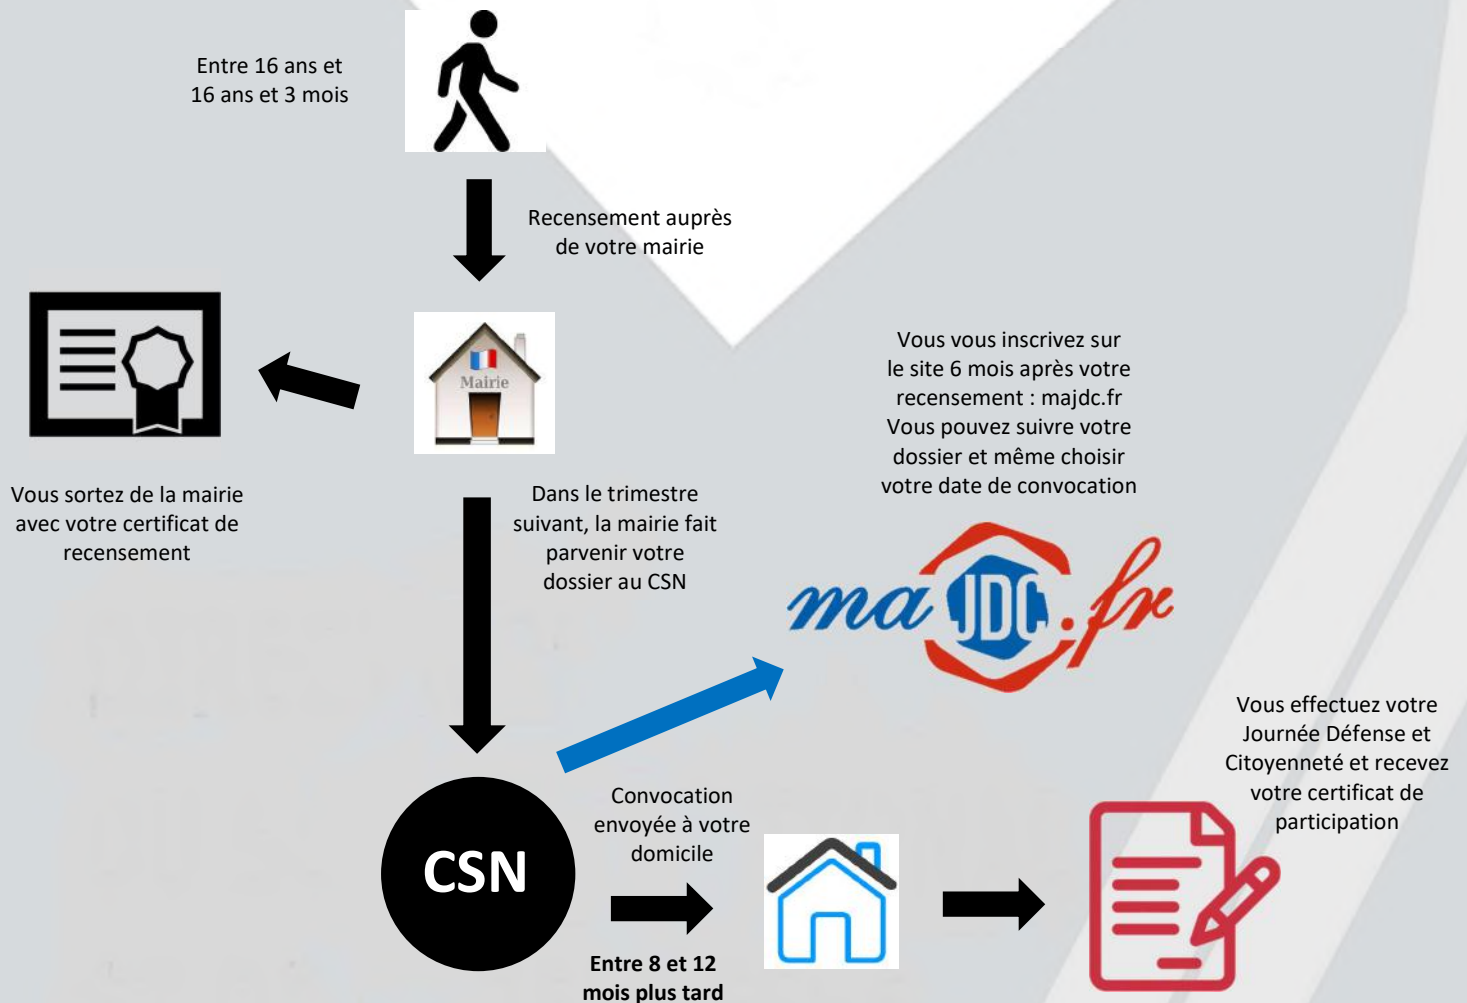 Entre 16 ans et
16 ans et 3 mois
Recensement auprès
de votre mairie
Mairie
Vous sortez de la mairie
avec votre certificat de
recensement
Dans le trimestre
suivant, la mairie fait
parvenir votre
dossier au CSN
Vous vous inscrivez sur
le site 6 mois après votre
recensement : majdc.fr
Vous pouvez suivre votre
dossier et même choisir
votre date de convocation
ma JDC.fr
CSN
Convocation
envoyée à votre
domicile
Entre 8 et 12
mois plus tard
Vous effectuez votre
Journée Défense et
Citoyenneté et recevez
votre certificat de
participation